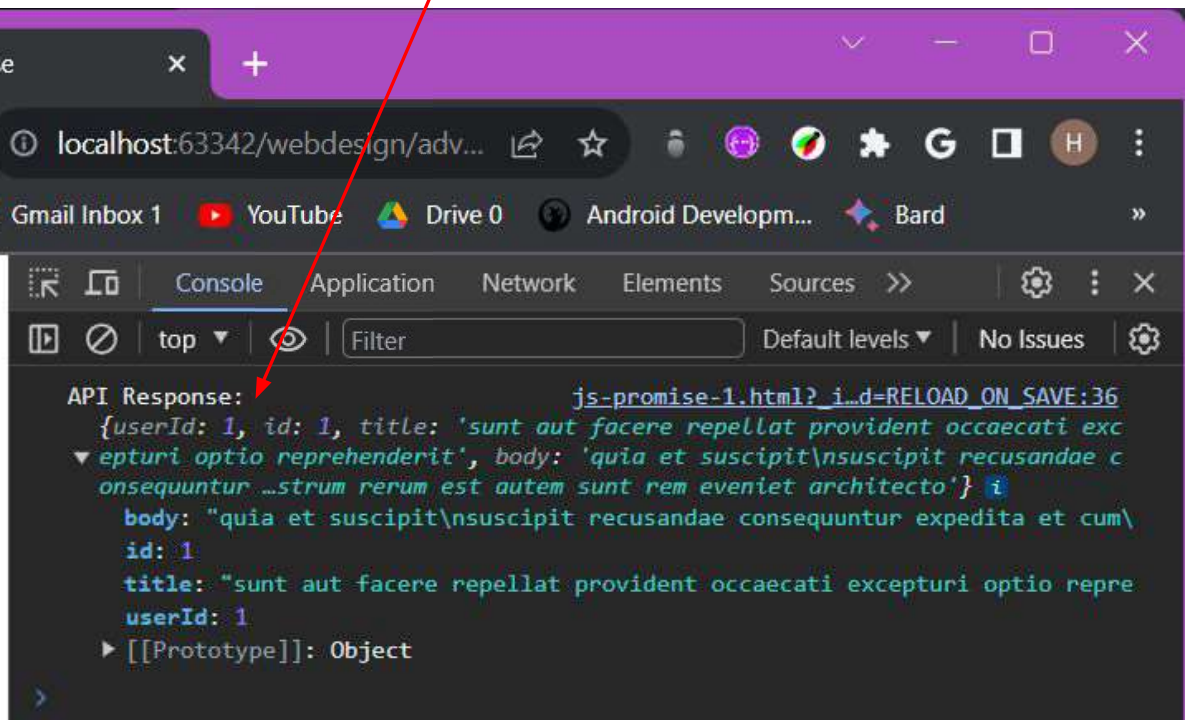 se
localhost:63342/webdesign/adv... G H
Gmail Inbox 1 YouTube Drive 0 Android Developm... Bard »
Console Application Network Elements Sources >>
top ▼ Filter Default levels ▼ No Issues
API Response: js-promise-1.html?_i…d=RELOAD_ON_SAVE:36
{userId: 1, id: 1, title: 'sunt aut facere repellat provident occaecati exc
epturi optio reprehenderit', body: 'quia et suscipit\nsuscipit recusandae c
onsequuntur …strum rerum est autem sunt rem eveniet architecto'} i
body: "quia et suscipit\nsuscipit recusandae consequuntur expedita et cum\
id: 1
title: "sunt aut facere repellat provident occaecati excepturi optio repre
userId: 1
[[Prototype]]: Object